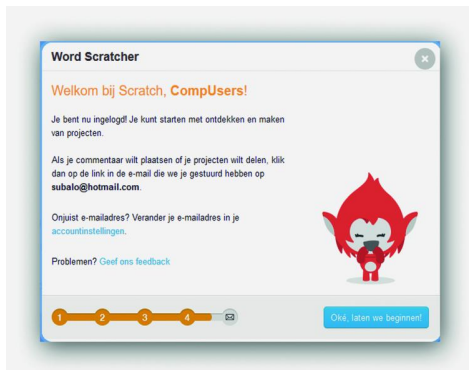 Word Scratcher
×
Welkom bij Scratch, CompUsers!
Je bent nu ingelogd! Je kunt starten met ontdekken en maken
van projecten.
Als je commentaar wilt plaatsen of je projecten wilt delen, klik
dan op de link in de e-mail die we je gestuurd hebben op
subalo@hotmail.com.
Onjuist e-mailadres? Verander je e-mailadres in je
accountinstellingen.
Problemen? Geef ons feedback
1 2 3 4
Oké, laten we beginnen!